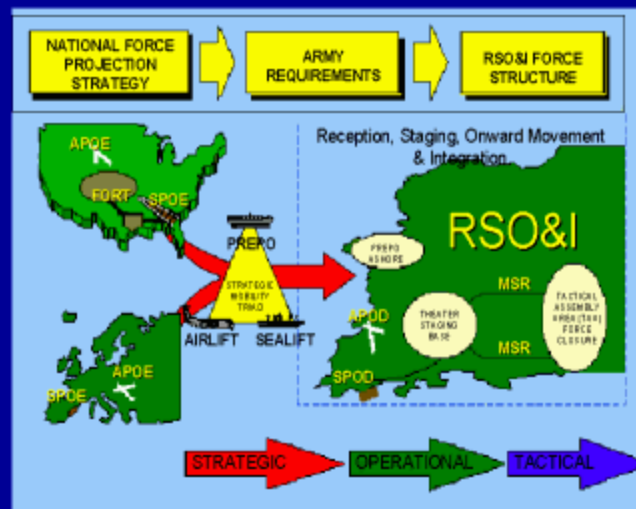 NATIONAL FORCE
PROJECTION
STRATEGY
ARMY
REQUIREMENTS
RSO&I FORCE
STRUCTURE
Reception, Staging, Onward Movement
& Integration
APOE
FORT
SPOE
PREPO
STRATEGIC
MOBILITY
TRIAD
AIRLIFT
SEALIFT
APOE
SPOE
RSO&I
PREPO
ASHORE
MSR
APOD
THEATER
STAGING
BASE
TACTICAL
ASSEMBLY
AREA (TAA)
FORCE
CLOSURE
MSR
SPOD
STRATEGIC
OPERATIONAL
TACTICAL